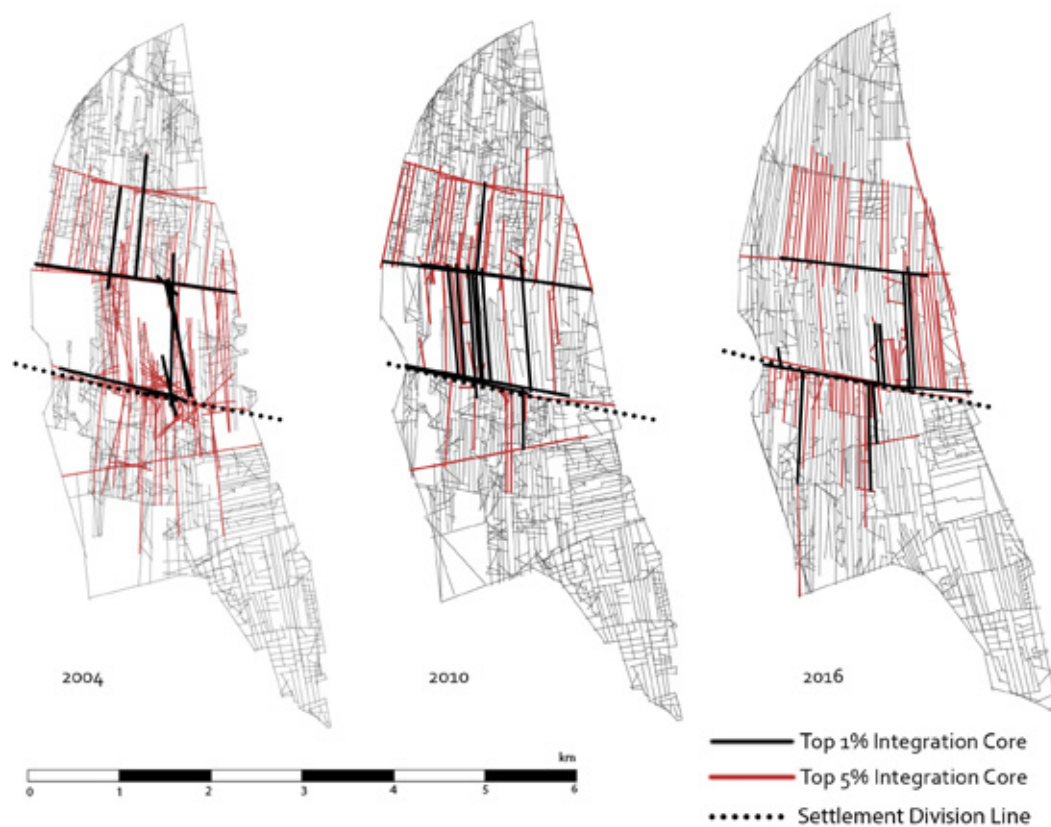 2004
2010
2016
km
0 1 2 3 4 5 6
Top 1% Integration Core
Top 5% Integration Core
Settlement Division Line